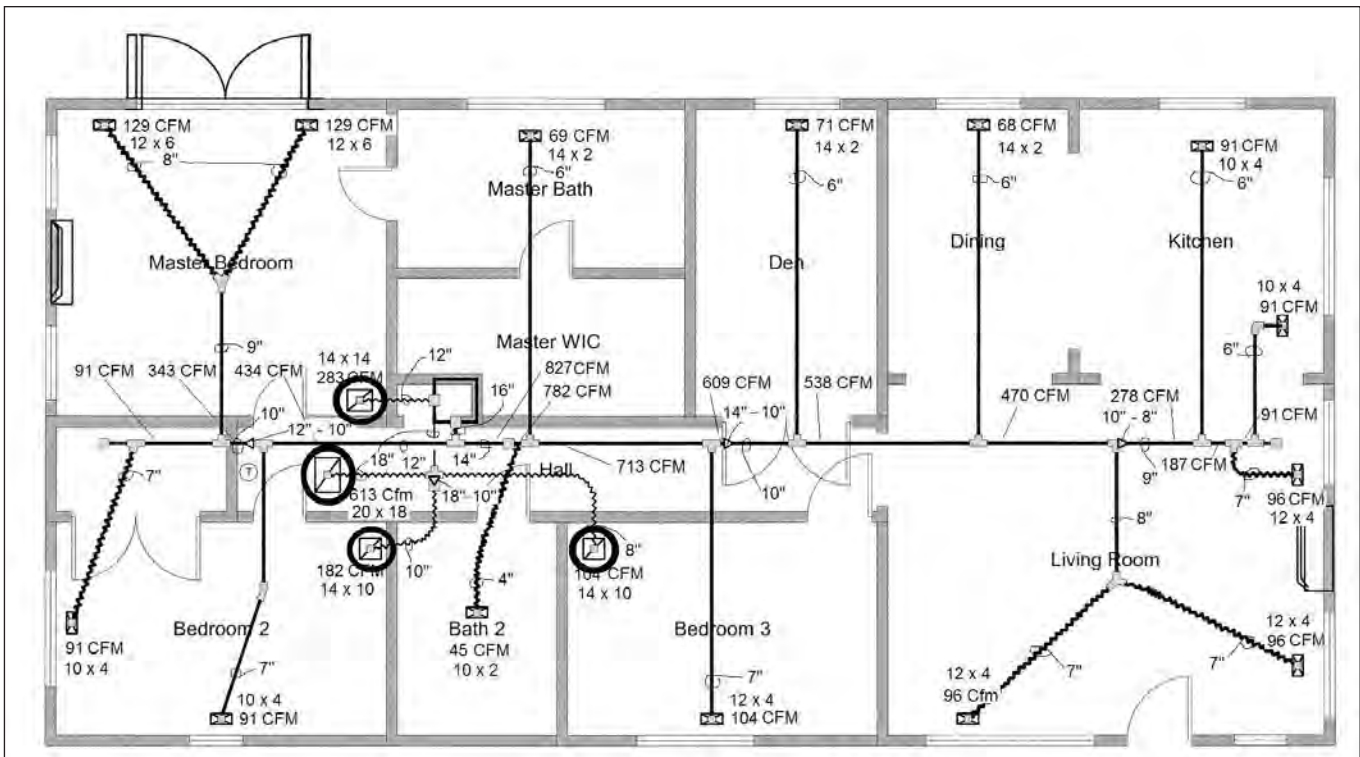 129 CFM
12 x 6
8"
129 CFM
12 x 6
69 CFM
14 x 2
6"
Master Bath
71 CFM
14 x 2
6"
Den
68 CFM
14 x 2
6"
Dining
91 CFM
10 x 4
6"
Kitchen
Master Bedroom
9"
10 x 4
91 CFM
6"
91 CFM
343 CFM
434 CFM
14 x 14
283 CFM
12"
Master WIC
827CFM
782 CFM
16"
609 CFM
14" - 10"
538 CFM
470 CFM
10" - 8"
278 CFM
91 CFM
10"
12" - 10"
T
18"
12"
14"
Hall
713 CFM
10"
9"
187 CFM
7"
18"
613 Cfm
20 x 18
18" - 10"
7"
96 CFM
12 x 4
182 CFM
14 x 10
10"
8"
104 CFM
14 x 10
8"
Living Room
4"
91 CFM
10 x 4
Bedroom 2
7"
10 x 4
91 CFM
Bath 2
45 CFM
10 x 2
Bedroom 3
7"
12 x 4
104 CFM
12 x 4
96 Cfm
7"
7"
12 x 4
96 CFM